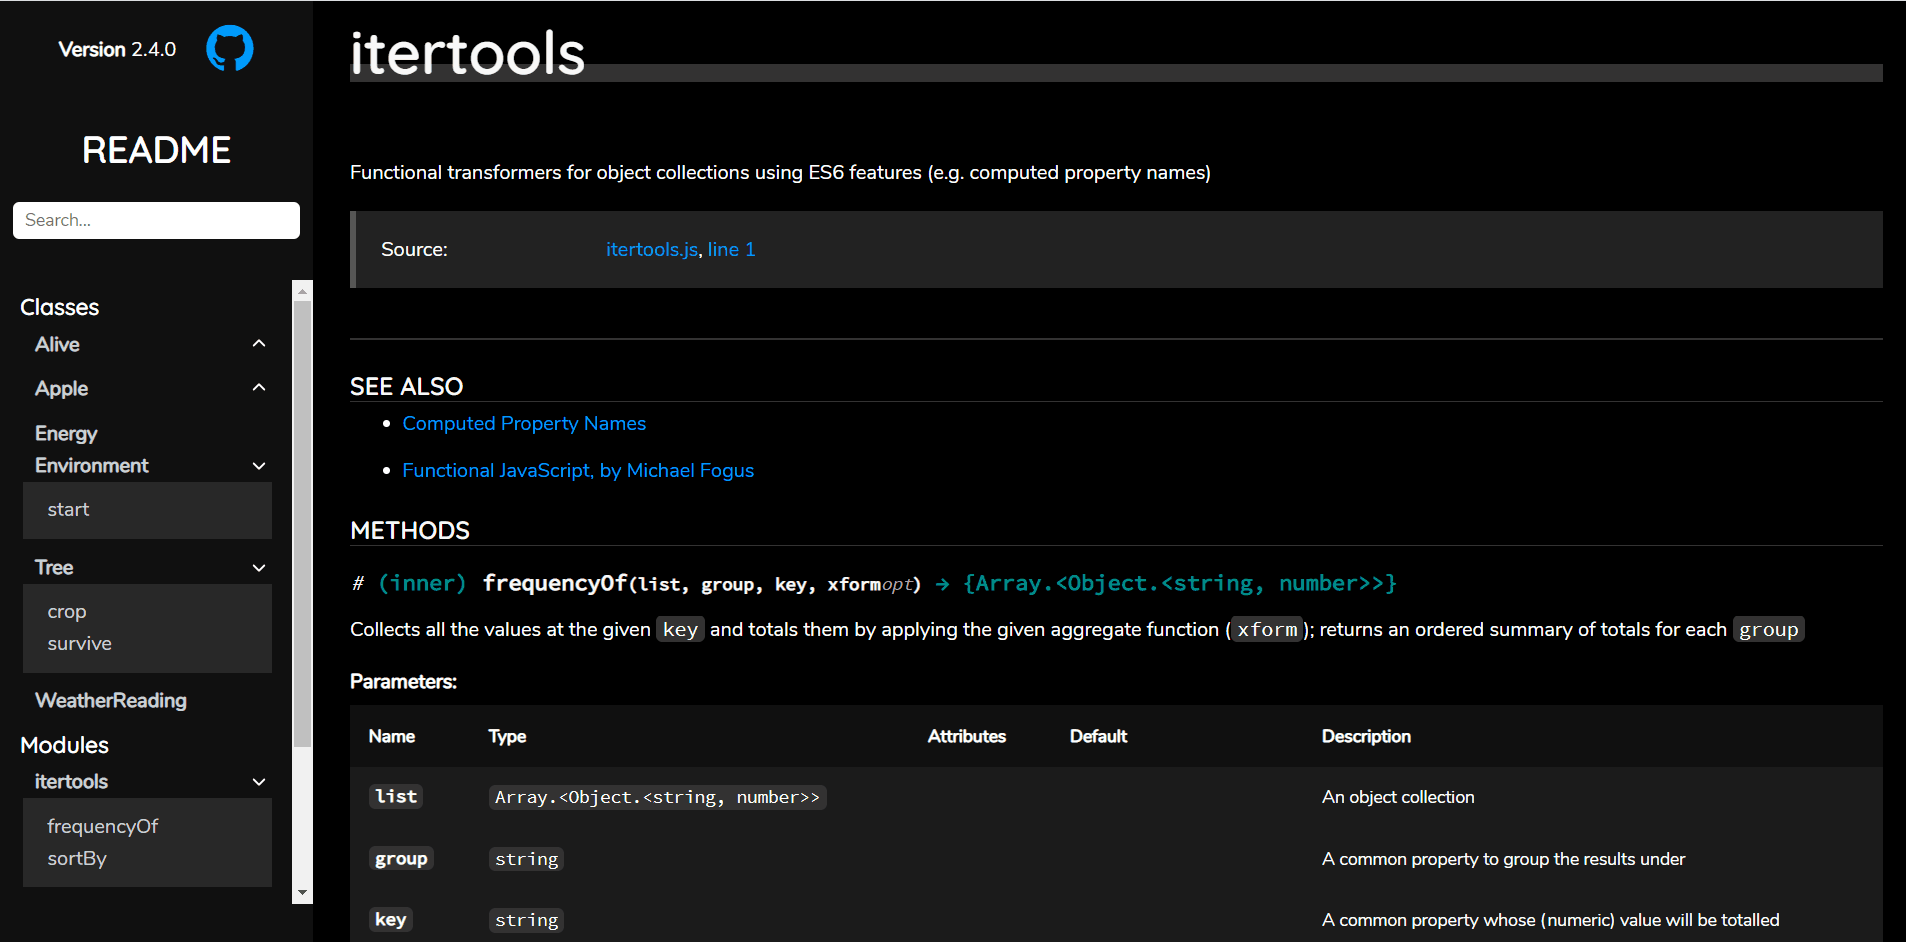 Version 2.4.0
README
Search...
Classes
Alive
Apple
Energy
Environment
start
Tree
crop
survive
WeatherReading
Modules
itertools
frequencyOf
sortBy
itertools
Functional transformers for object collections using ES6 features (e.g. computed property names)
Source: itertools.js, line 1
SEE ALSO
Computed Property Names
Functional JavaScript, by Michael Fogus
METHODS
# (inner) frequencyOf(list, group, key, xformopt) → {Array.<Object.<string, number>>}
Collects all the values at the given key and totals them by applying the given aggregate function (xform); returns an ordered summary of totals for each group
Parameters:
Name Type Attributes Default Description
list Array.<Object.<string, number>> An object collection
group string A common property to group the results under
key string A common property whose (numeric) value will be totalled